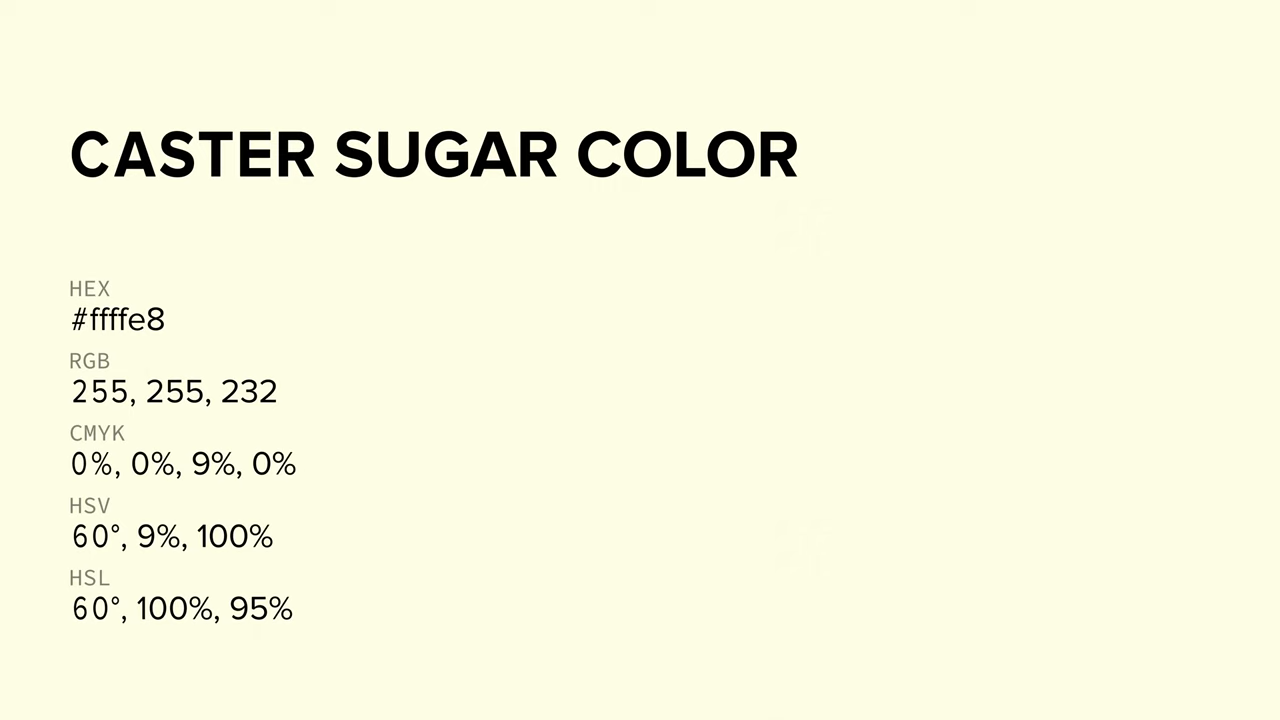 CASTER SUGAR COLOR
HEX
#ffffe8
RGB
255, 255, 232
CMYK
0%, 0%, 9%, 0%
HSV
60°, 9%, 100%
HSL
60°, 100%, 95%